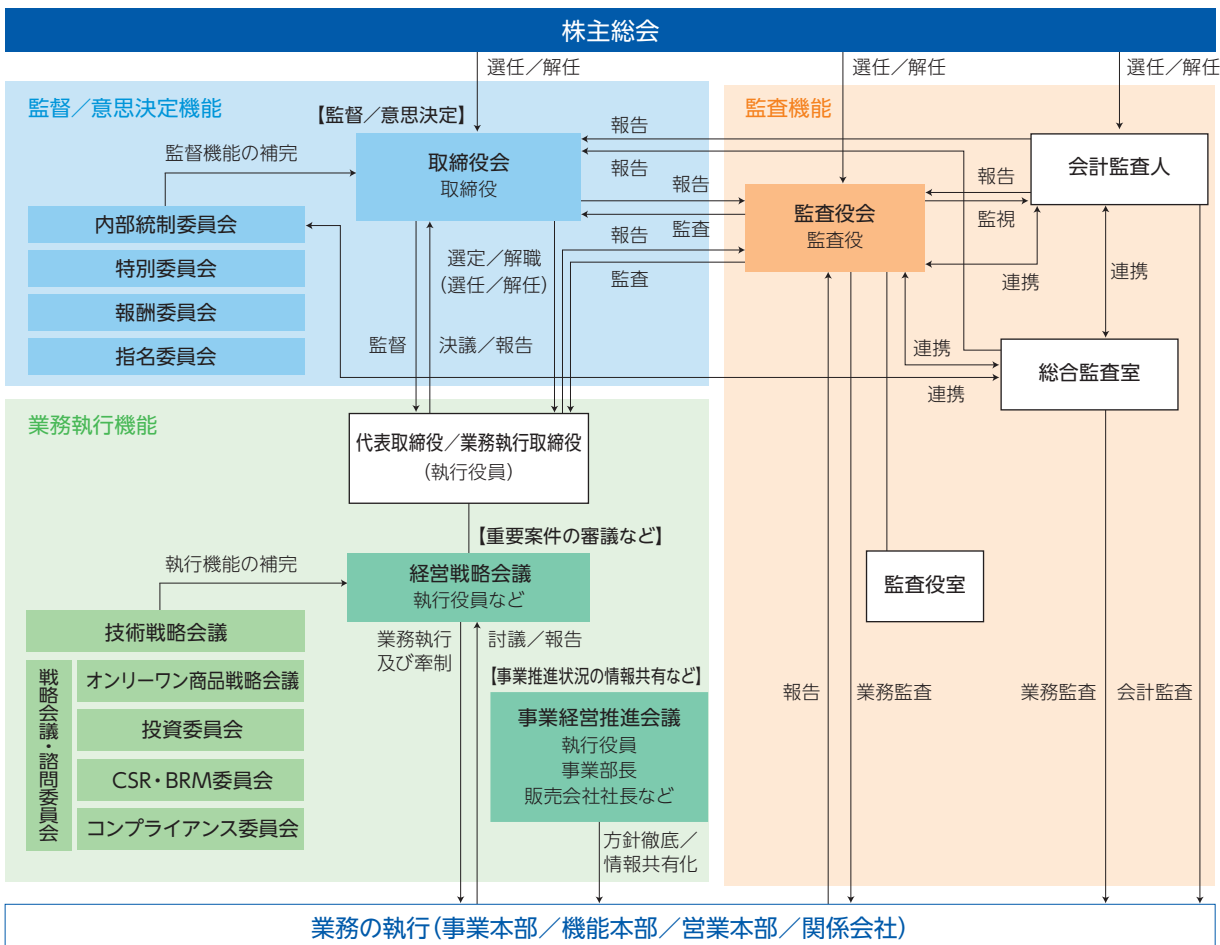 株主総会
選任／解任
選任／解任
選任／解任
監督／意思決定機能
監査機能
【監督／意思決定】
報告
監督機能の補完
取締役会
取締役
報告
会計監査人
報告
報告
監査役会
監査役
内部統制委員会
監査
監視
報告
選定／解職
(選任／解任)
特別委員会
監査
連携
連携
報酬委員会
監督
決議／報告
連携
指名委員会
総合監査室
連携
業務執行機能
代表取締役／業務執行取締役
(執行役員)
【重要案件の審議など】
執行機能の補完
経営戦略会議
執行役員など
監査役室
技術戦略会議
業務執行
及び牽制
討議／報告
戦略会議・諮問委員会
オンリーワン商品戦略会議
【事業推進状況の情報共有など】
報告
業務監査
業務監査
会計監査
投資委員会
事業経営推進会議
執行役員
事業部長
販売会社社長など
CSR・BRM委員会
コンプライアンス委員会
方針徹底／
情報共有化
業務の執行(事業本部／機能本部／営業本部／関係会社)